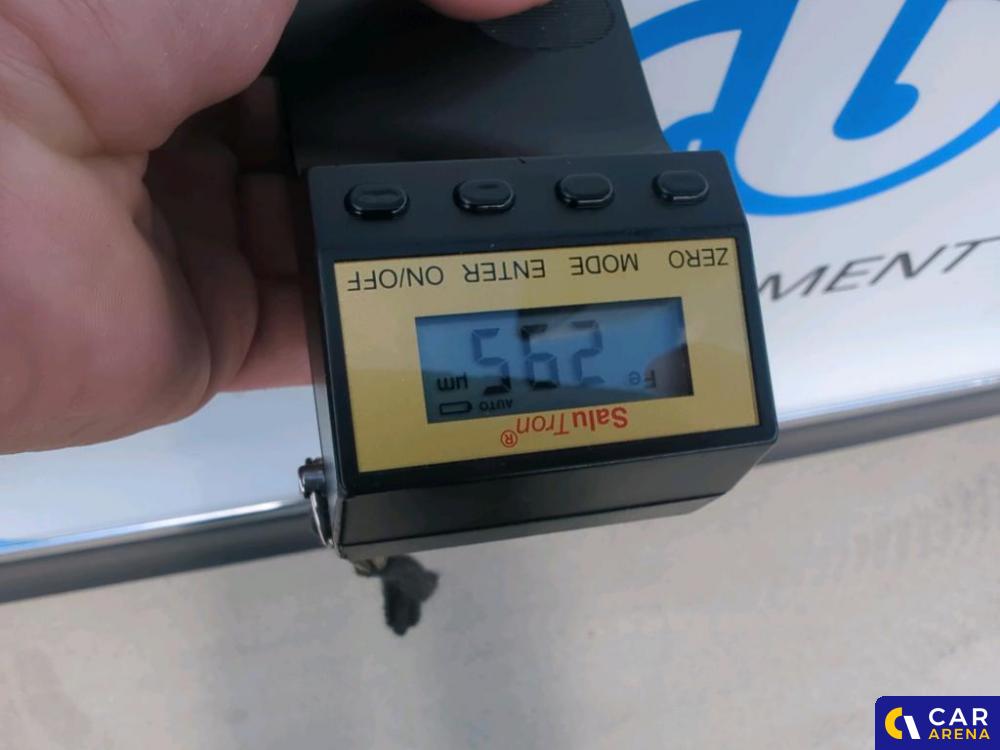 SaluTron®
AUTO
Fe 295 µm
ZERO MODE ENTER ON/OFF
MENT
CAR
ARENA